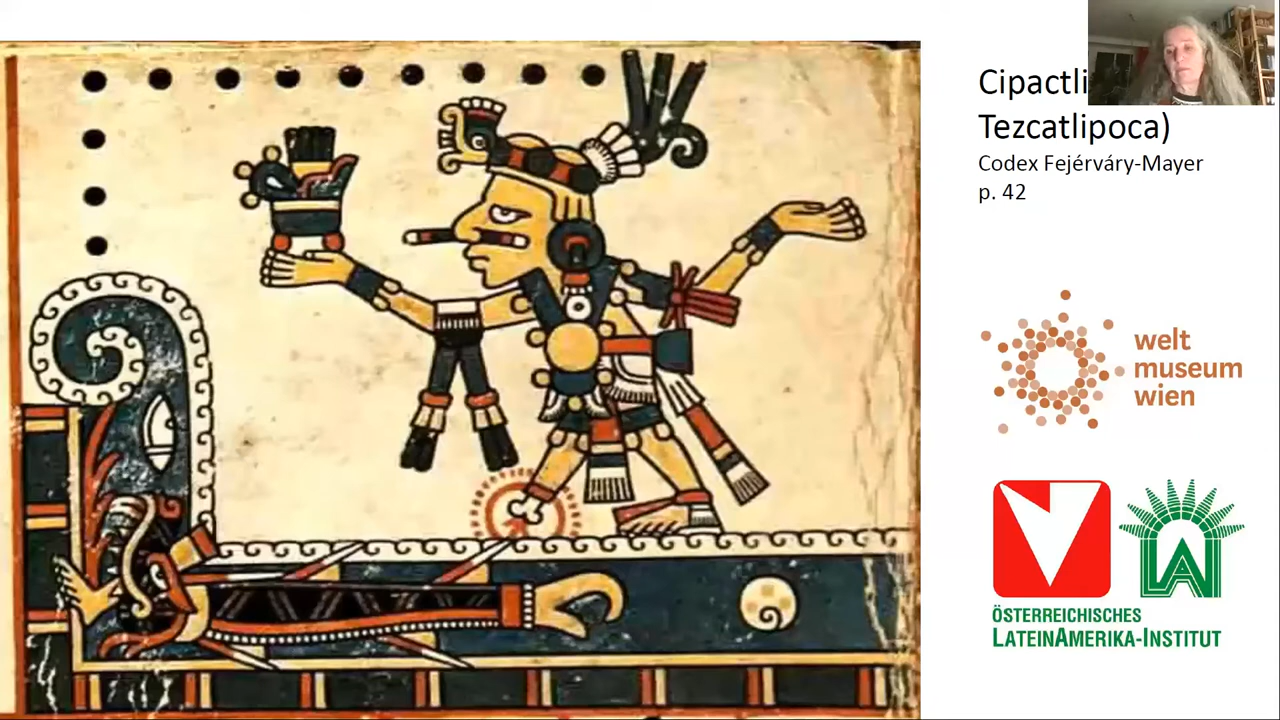 Cipactli
Tezcatlipoca)
Codex Fejérváry-Mayer
p. 42
welt
museum
wien
ÖSTERREICHISCHES
LATEINAMERIKA-INSTITUT